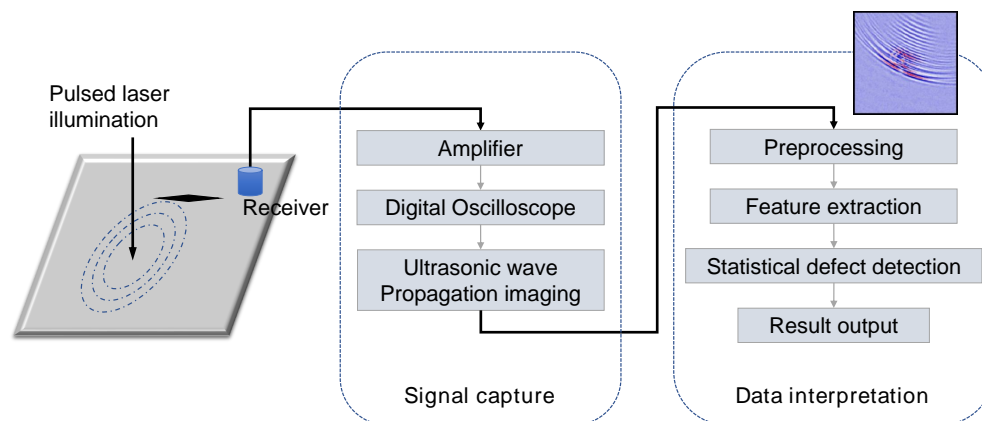 Pulsed laser
illumination
Receiver
Amplifier
Digital Oscilloscope
Ultrasonic wave
Propagation imaging
Signal capture
Preprocessing
Feature extraction
Statistical defect detection
Result output
Data interpretation